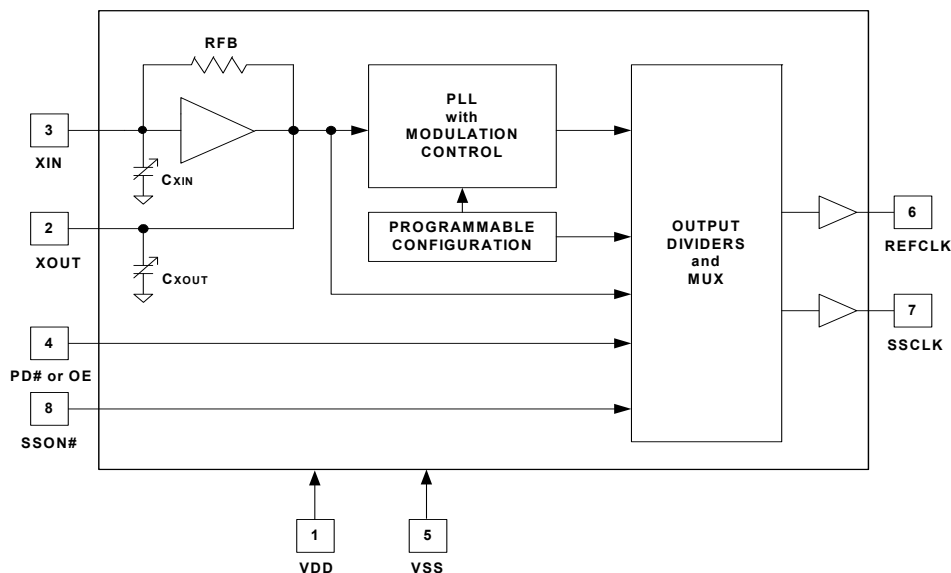 RFB
PLL
with
MODULATION
CONTROL
3
XIN
CXIN
2
XOUT
CXOUT
PROGRAMMABLE
CONFIGURATION
OUTPUT
DIVIDERS
and
MUX
6
REFCLK
7
SSCLK
4
PD# or OE
8
SSON#
1
VDD
5
VSS